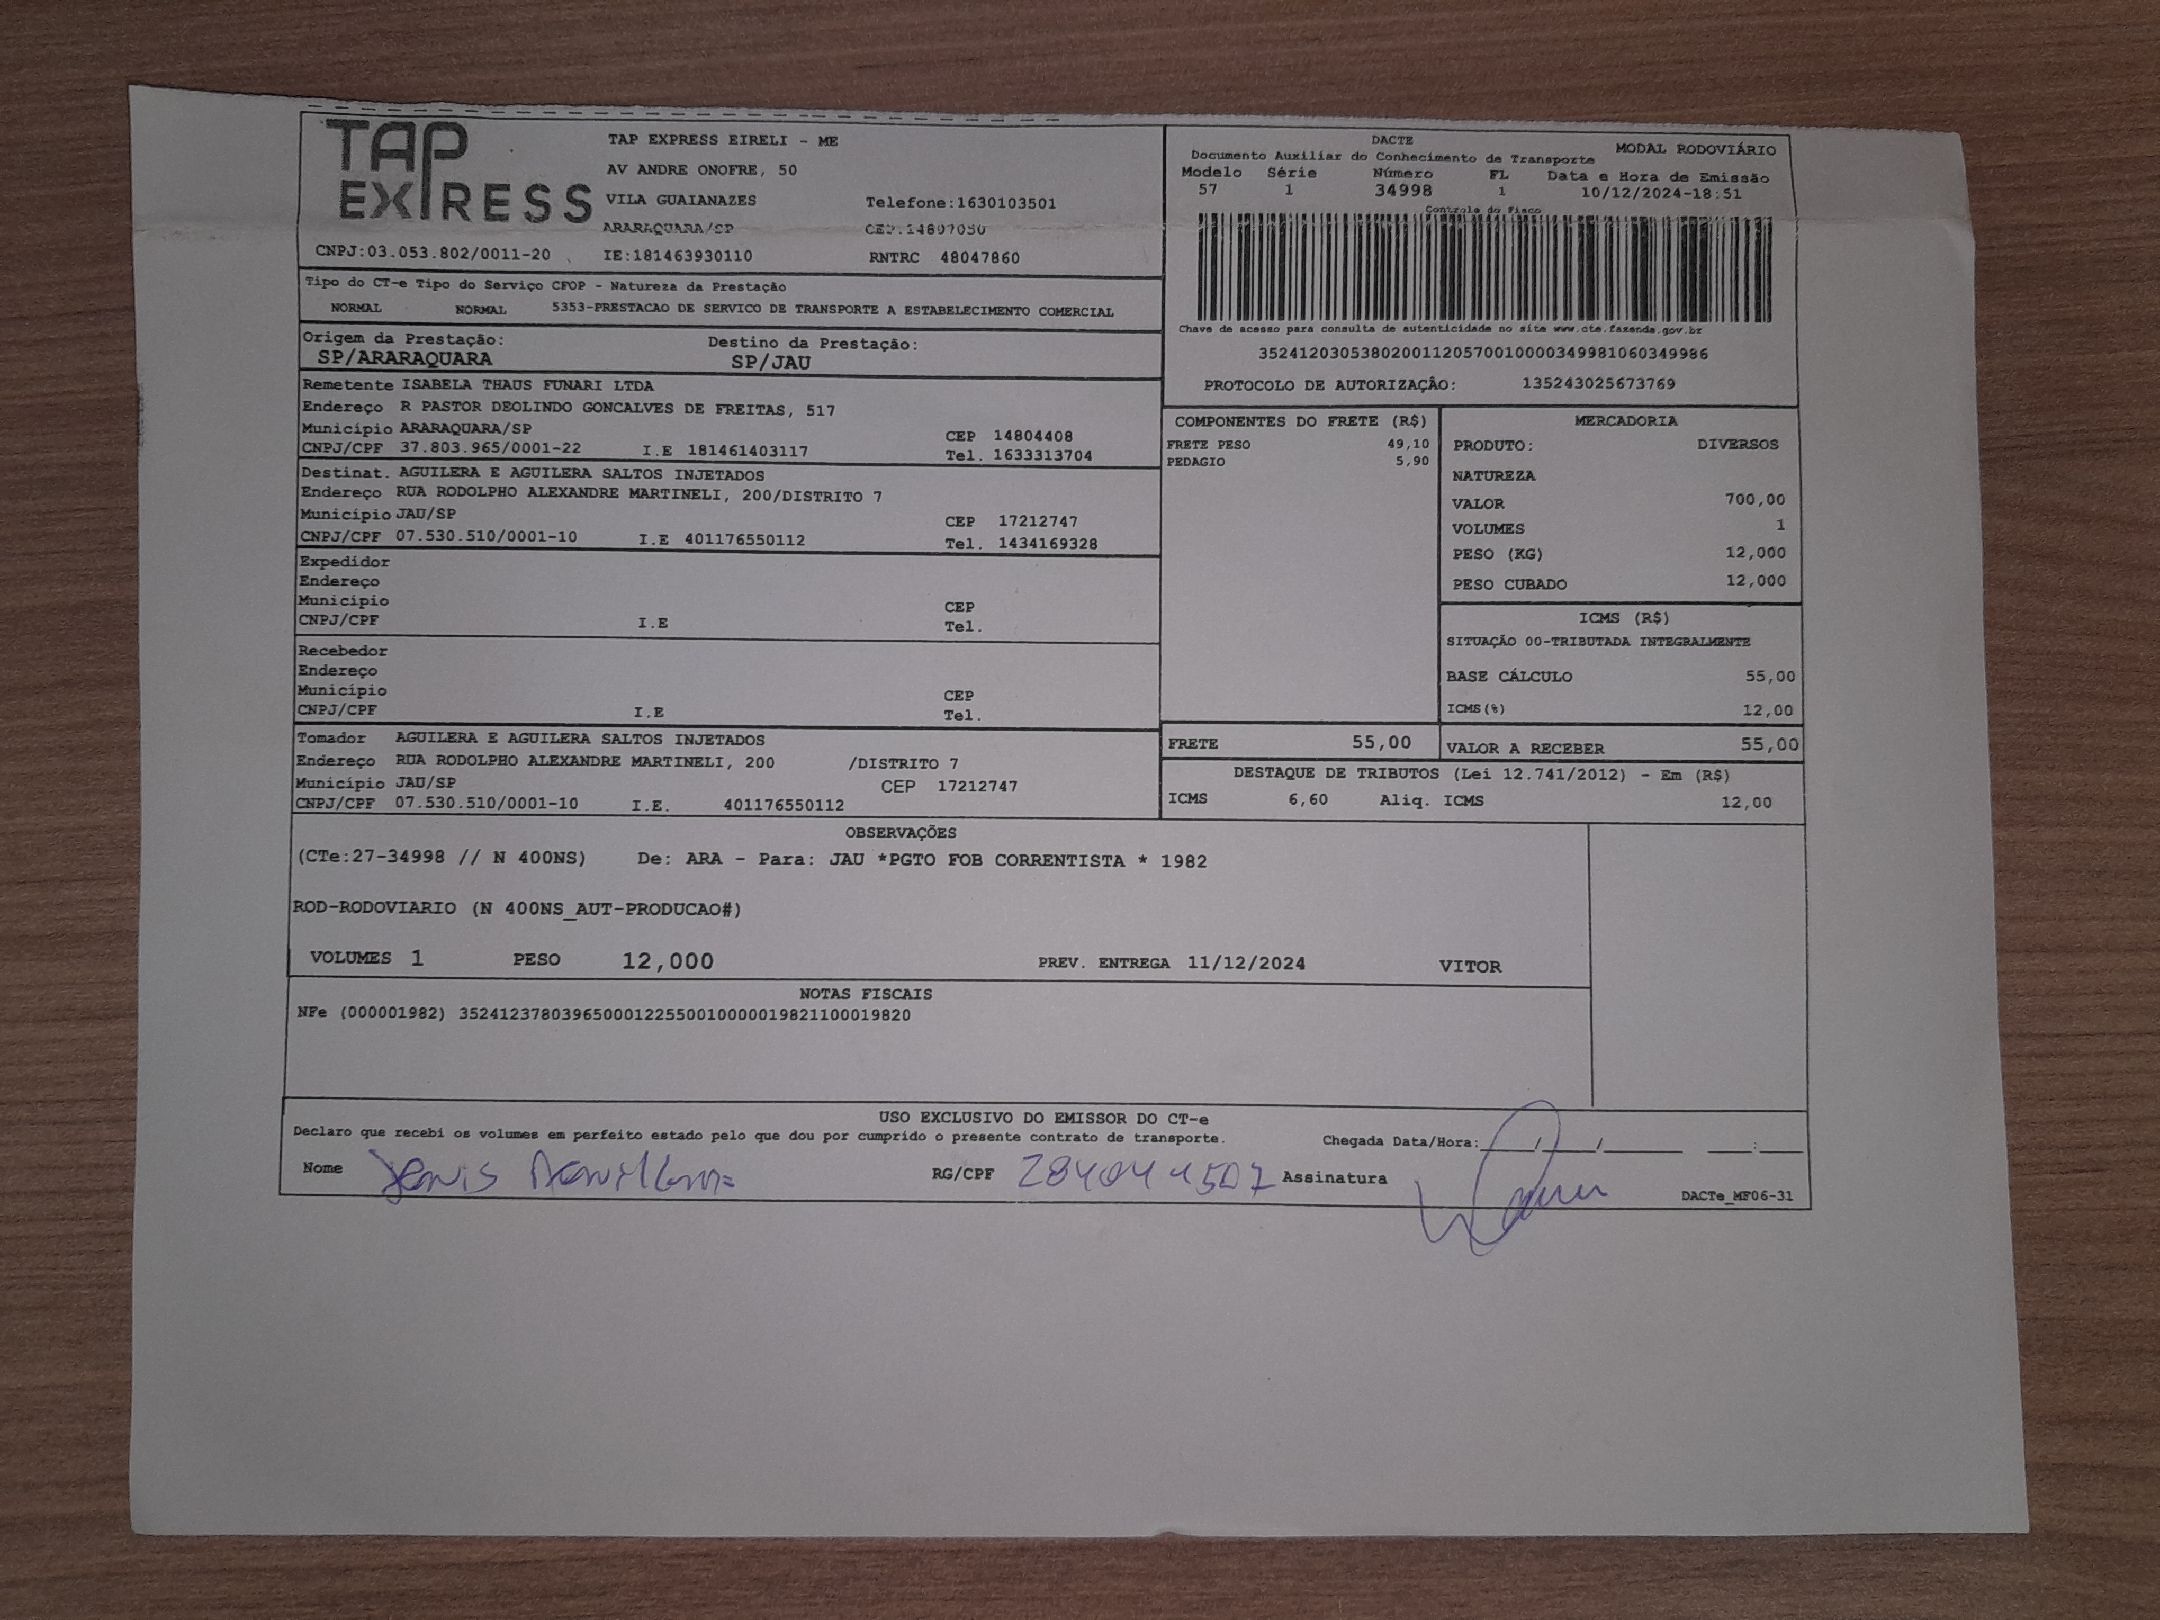 TAP EXPRESS
TAP EXPRESS EIRELI - ME
AV ANDRE ONOFRE, 50
VILA GUAIANAZES Telefone:1630103501
ARARAQUARA/SP CEP.14807050
CNPJ:03.053.802/0011-20 IE:181463930110 RNTRC 48047860
DACTE
Documento Auxiliar do Conhecimento de Transporte MODAL RODOVIÁRIO
Modelo Série Número FL Data e Hora de Emissão
57 1 34998 1 10/12/2024-18:51
Controle do Fisco
Chave de acesso para consulta de autenticidade no site www.cte.fazenda.gov.br
35241203053802001120570010000349981060349986
PROTOCOLO DE AUTORIZAÇÃO: 135243025673769
Tipo do CT-e Tipo do Serviço CFOP - Natureza da Prestação
NORMAL NORMAL 5353-PRESTACAO DE SERVICO DE TRANSPORTE A ESTABELECIMENTO COMERCIAL
Origem da Prestação: Destino da Prestação:
SP/ARARAQUARA SP/JAU
Remetente ISABELA THAUS FUNARI LTDA
Endereço R PASTOR DEOLINDO GONCALVES DE FREITAS, 517
Município ARARAQUARA/SP CEP 14804408
CNPJ/CPF 37.803.965/0001-22 I.E 181461403117 Tel. 1633313704
Destinat. AGUILERA E AGUILERA SALTOS INJETADOS
Endereço RUA RODOLPHO ALEXANDRE MARTINELI, 200/DISTRITO 7
Município JAU/SP CEP 17212747
CNPJ/CPF 07.530.510/0001-10 I.E 401176550112 Tel. 1434169328
Expedidor
Endereço
Município CEP
CNPJ/CPF I.E Tel.
Recebedor
Endereço
Município CEP
CNPJ/CPF I.E Tel.
Tomador AGUILERA E AGUILERA SALTOS INJETADOS
Endereço RUA RODOLPHO ALEXANDRE MARTINELI, 200 /DISTRITO 7
Município JAU/SP CEP 17212747
CNPJ/CPF 07.530.510/0001-10 I.E. 401176550112
COMPONENTES DO FRETE (R$)
FRETE PESO 49,10
PEDAGIO 5,90
MERCADORIA
PRODUTO: DIVERSOS
NATUREZA
VALOR 700,00
VOLUMES 1
PESO (KG) 12,000
PESO CUBADO 12,000
ICMS (R$)
SITUAÇÃO 00-TRIBUTADA INTEGRALMENTE
BASE CÁLCULO 55,00
ICMS(%) 12,00
FRETE 55,00 VALOR A RECEBER 55,00
DESTAQUE DE TRIBUTOS (Lei 12.741/2012) - Em (R$)
ICMS 6,60 Aliq. ICMS 12,00
OBSERVAÇÕES
(CTe:27-34998 // N 400NS) De: ARA - Para: JAU *PGTO FOB CORRENTISTA * 1982
ROD-RODOVIARIO (N 400NS_AUT-PRODUCAO#)
VOLUMES 1 PESO 12,000 PREV. ENTREGA 11/12/2024 VITOR
NOTAS FISCAIS
NFe (000001982) 35241237803965000122550010000019821100019820
USO EXCLUSIVO DO EMISSOR DO CT-e
Declaro que recebi os volumes em perfeito estado pelo que dou por cumprido o presente contrato de transporte. Chegada Data/Hora:____/____/______ ___:___
Nome Denis RG/CPF Assinatura
DACTe_MF06-31